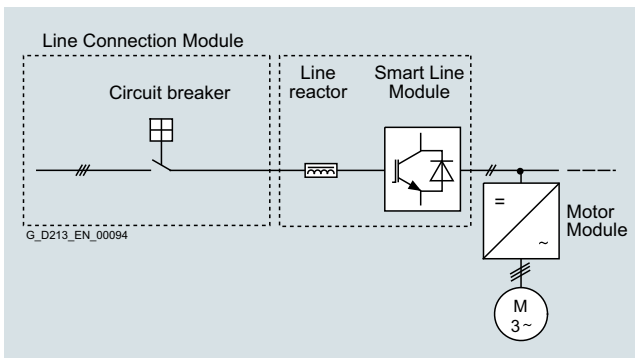 Line Connection Module
Circuit breaker
Line
reactor
Smart Line
Module
G_D213_EN_00094
=
~
Motor
Module
M
3~